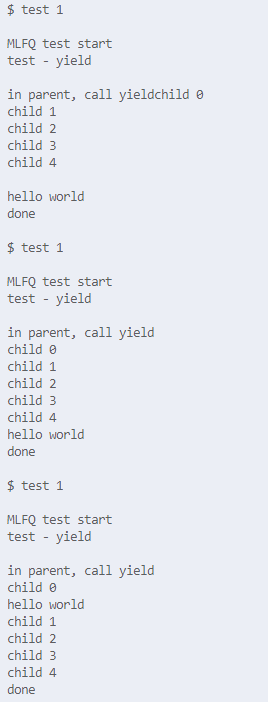 $ test 1
MLFQ test start
test - yield
in parent, call yieldchild 0
child 1
child 2
child 3
child 4
hello world
done
$ test 1
MLFQ test start
test - yield
in parent, call yield
child 0
child 1
child 2
child 3
child 4
hello world
done
$ test 1
MLFQ test start
test - yield
in parent, call yield
child 0
hello world
child 1
child 2
child 3
child 4
done